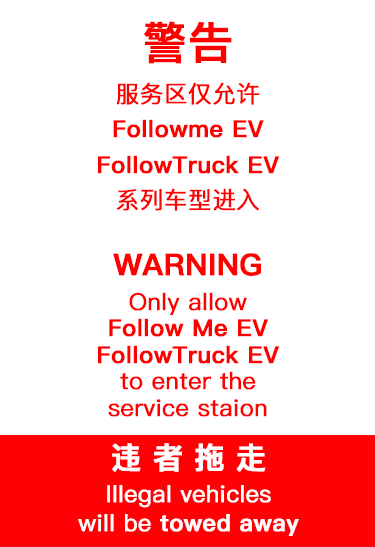 警告
服务区仅允许
Followme EV
FollowTruck EV
系列车型进入
WARNING
Only allow
Follow Me EV
FollowTruck EV
to enter the
service staion
违者拖走
Illegal vehicles
will be towed away